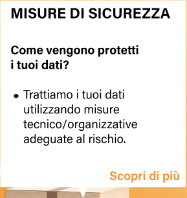 MISURE DI SICUREZZA
Come vengono protetti
i tuoi dati?
• Trattiamo i tuoi dati
utilizzando misure
tecnico/organizzative
adeguate al rischio.
Scopri di più